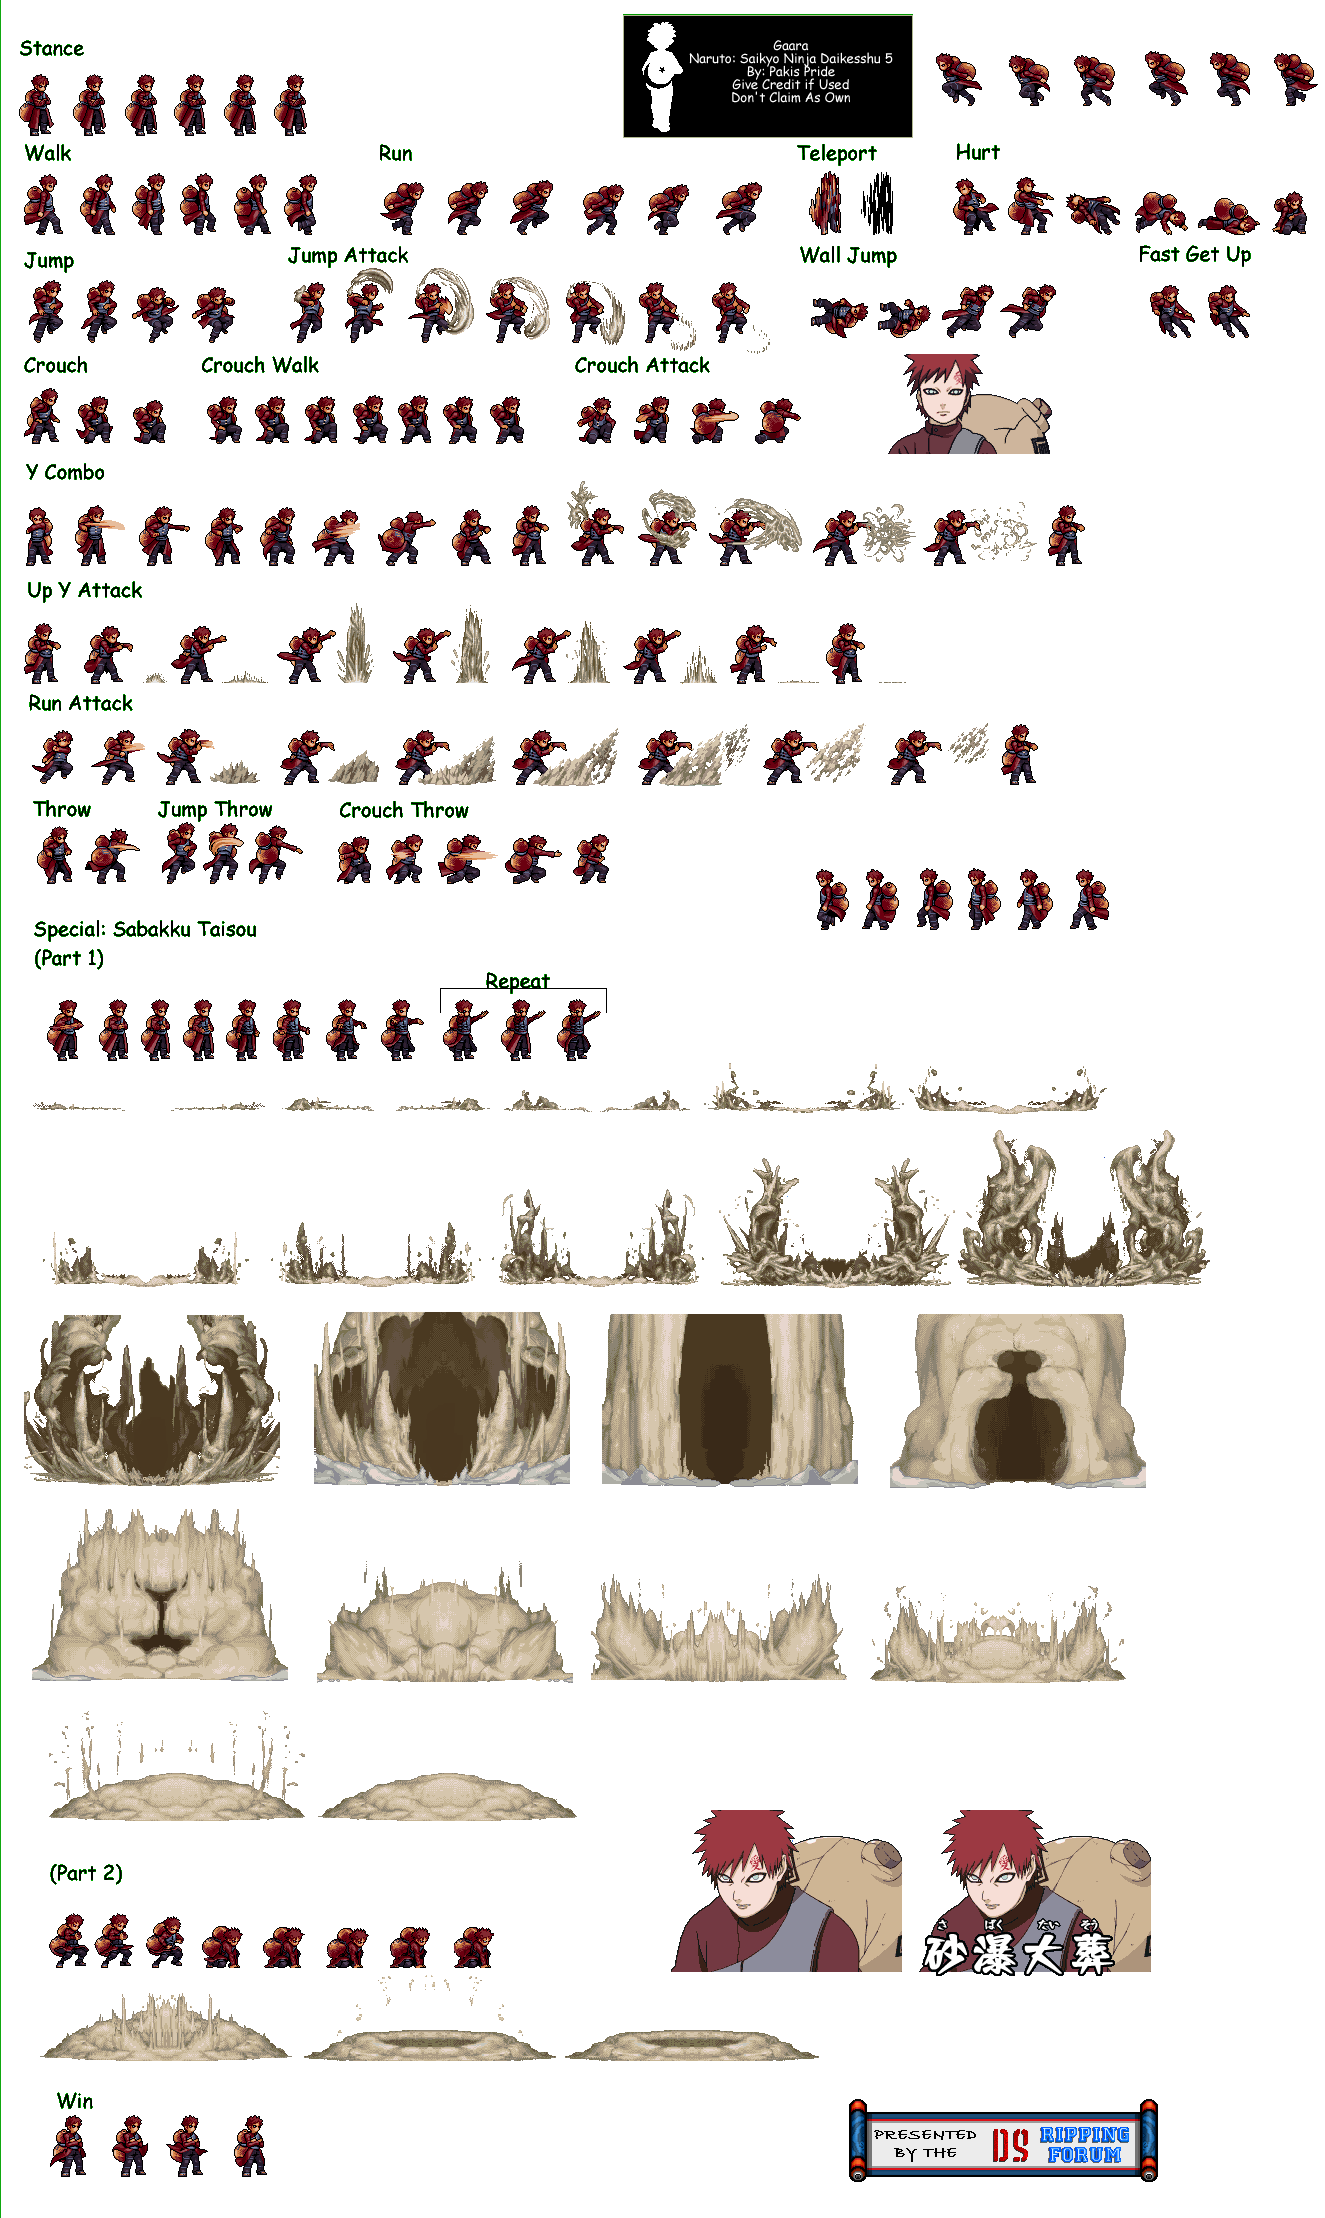 Stance
Gaara
Naruto: Saikyo Ninja Daikesshu 5
By: Pakis Pride
Give Credit if Used
Don't Claim As Own
Walk
Run
Teleport
Hurt
Jump
Jump Attack
Wall Jump
Fast Get Up
Crouch
Crouch Walk
Crouch Attack
Y Combo
Up Y Attack
Run Attack
Throw
Jump Throw
Crouch Throw
Special: Sabakku Taisou
(Part 1)
Repeat
(Part 2)
さ ばく たい そう
砂瀑大葬
Win
PRESENTED
BY THE
DS
RIPPING
FORUM